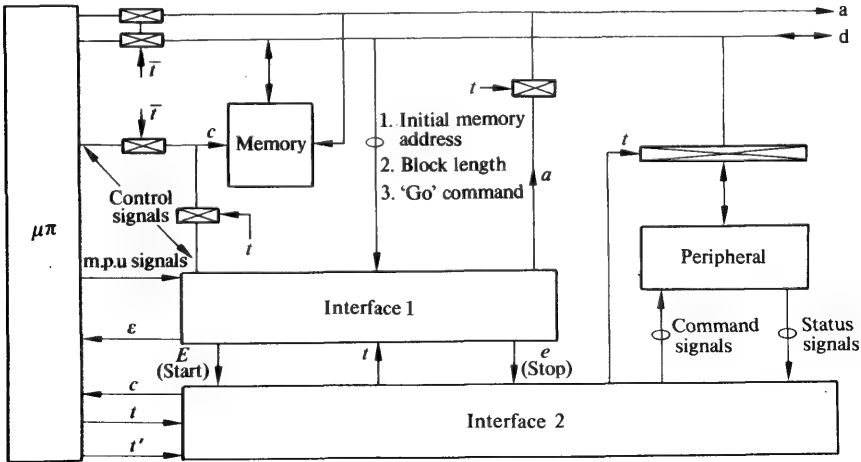 a
d
t̄
t̄
t
c
Memory
1. Initial memory
address
2. Block length
3. 'Go' command
a
t
Control
signals
t
μπ
m.p.u signals
Peripheral
Interface 1
ε
E
(Start)
t
e
(Stop)
Command
signals
Status
signals
c
t
t'
Interface 2